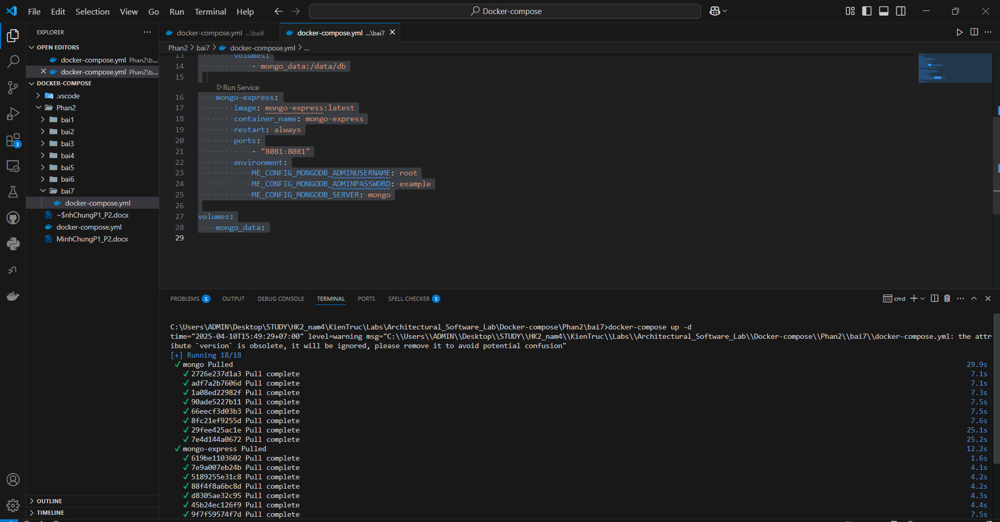 File Edit Selection View Go Run Terminal Help
Docker-compose
EXPLORER
OPEN EDITORS
docker-compose.yml Phan2\b...
docker-compose.yml Phan2\b...
DOCKER-COMPOSE
.vscode
Phan2
bai1
bai2
bai3
bai4
bai5
bai6
bai7
docker-compose.yml
~$nhChungP1_P2.docx
docker-compose.yml
MinhChungP1_P2.docx
OUTLINE
TIMELINE
3
docker-compose.yml ...\bai6
docker-compose.yml ...\bai7
Phan2 > bai7 > docker-compose.yml > ...
13 volumes:
14 - mongo_data:/data/db
15
Run Service
16 mongo-express:
17 image: mongo-express:latest
18 container_name: mongo-express
19 restart: always
20 ports:
21 - "8081:8081"
22 environment:
23 ME_CONFIG_MONGODB_ADMINUSERNAME: root
24 ME_CONFIG_MONGODB_ADMINPASSWORD: example
25 ME_CONFIG_MONGODB_SERVER: mongo
26
27 volumes:
28 mongo_data:
29
PROBLEMS 5 OUTPUT DEBUG CONSOLE TERMINAL PORTS SPELL CHECKER 5
cmd
C:\Users\ADMIN\Desktop\STUDY\HK2_nam4\KienTruc\Labs\Architectural_Software_Lab\Docker-compose\Phan2\bai7>docker-compose up -d
time="2025-04-10T15:49:29+07:00" level=warning msg="C:\\Users\\ADMIN\\Desktop\\STUDY\\HK2_nam4\\KienTruc\\Labs\\Architectural_Software_Lab\\Docker-compose\\Phan2\\bai7\\docker-compose.yml: the attr
ibute `version` is obsolete, it will be ignored, please remove it to avoid potential confusion"
[+] Running 18/18
✔ mongo Pulled 29.9s
✔ 2726e237d1a3 Pull complete 7.1s
✔ adf7a2b7606d Pull complete 7.1s
✔ 1a08ed22982f Pull complete 7.3s
✔ 90ade5227b11 Pull complete 7.5s
✔ 66eecf3d03b3 Pull complete 7.5s
✔ 8fc21ef9255d Pull complete 7.6s
✔ 29fee425ac1e Pull complete 25.1s
✔ 7e4d144a0672 Pull complete 25.2s
✔ mongo-express Pulled 12.2s
✔ 619be1103602 Pull complete 1.6s
✔ 7e9a007eb24b Pull complete 4.1s
✔ 5189255e31c8 Pull complete 4.2s
✔ 88f4f8a6bc8d Pull complete 4.2s
✔ d8305ae32c95 Pull complete 4.3s
✔ 45b24ec126f9 Pull complete 4.4s
✔ 9f7f59574f7d Pull complete 7.5s